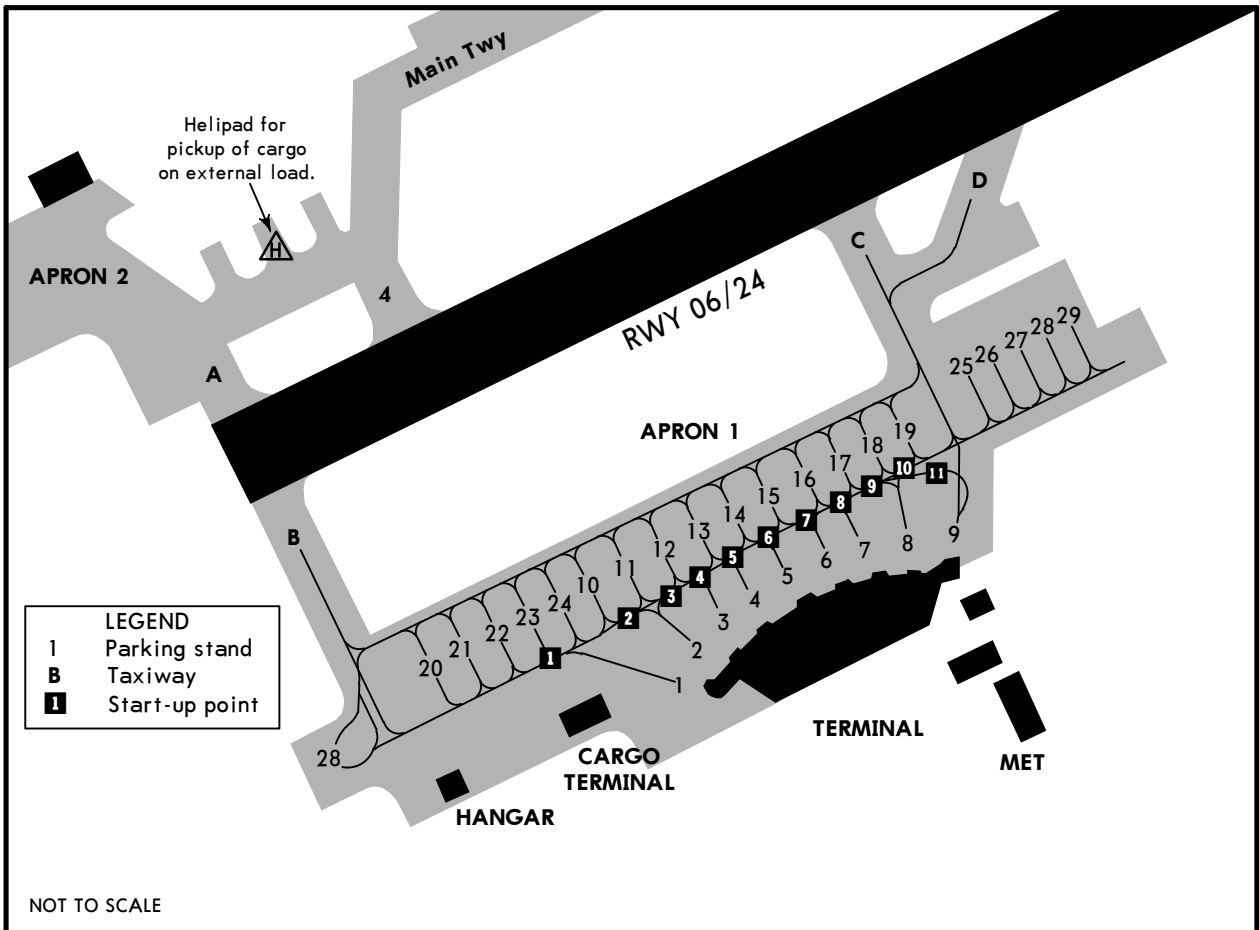 Main Twy
Helipad for
pickup of cargo
on external load.
H
APRON 2
4
A
D
C
RWY 06/24
APRON 1
B
29
28
27
26
25
19
18
17
16
15
14
13
12
11
10
24
23
22
21
20
11
10
9
8
7
6
5
4
3
2
1
9
8
7
6
5
4
3
2
1
28
LEGEND
1 Parking stand
B Taxiway
1 Start-up point
TERMINAL
CARGO
TERMINAL
MET
HANGAR
NOT TO SCALE